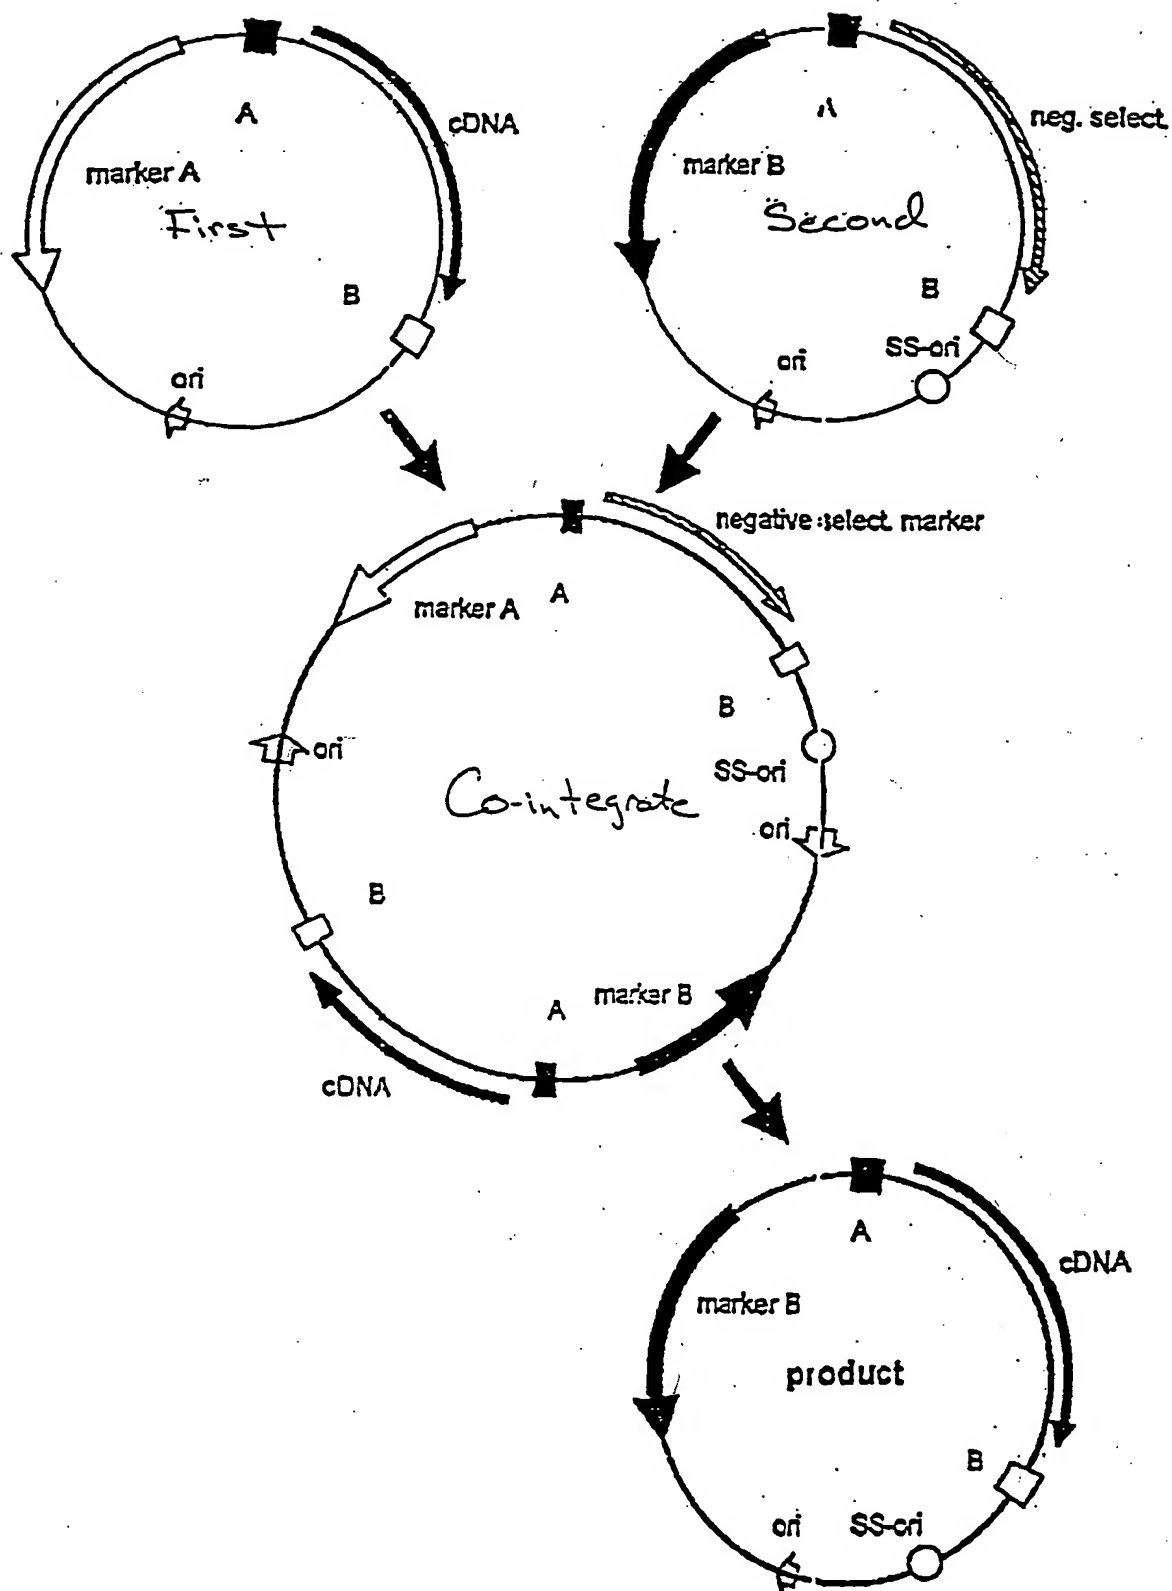 A
cDNA
marker A
First
B
ori
A
neg. select.
marker B
Second
B
SS-ori
ori
negative select. marker
A
marker A
B
ori
SS-ori
Co-integrate
ori
B
A
marker B
cDNA
A
cDNA
marker B
product
B
ori
SS-ori